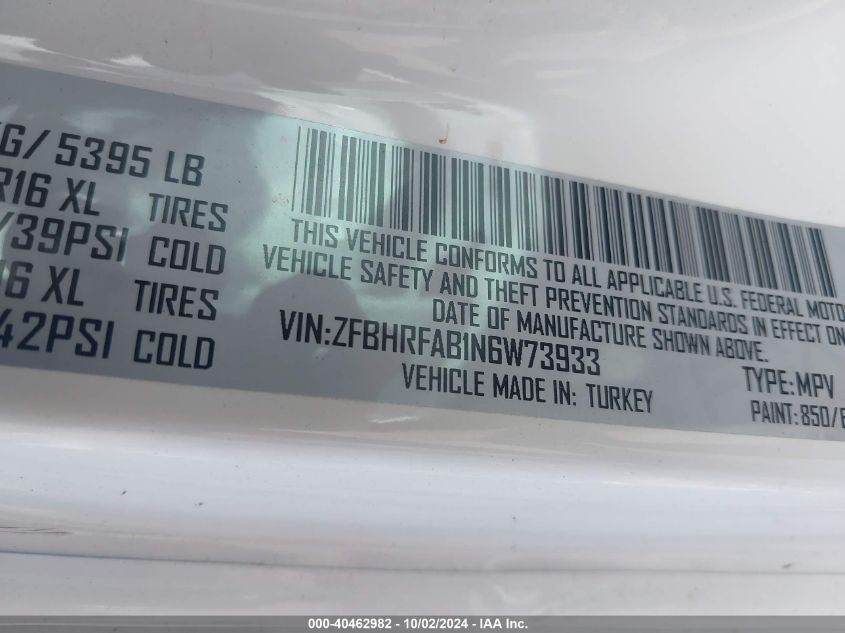 G/ 5395 LB
R16 XL TIRES
/39PSI COLD
16 XL TIRES
42PSI COLD
THIS VEHICLE CONFORMS TO ALL APPLICABLE U.S. FEDERAL MOTO
VEHICLE SAFETY AND THEFT PREVENTION STANDARDS IN EFFECT ON
DATE OF MANUFACTURE SHOWN ABOVE.
VIN:ZFBHRFAB1N6W73933
TYPE:MPV
VEHICLE MADE IN: TURKEY
PAINT:850/
000-40462982 - 10/02/2024 - IAA Inc.